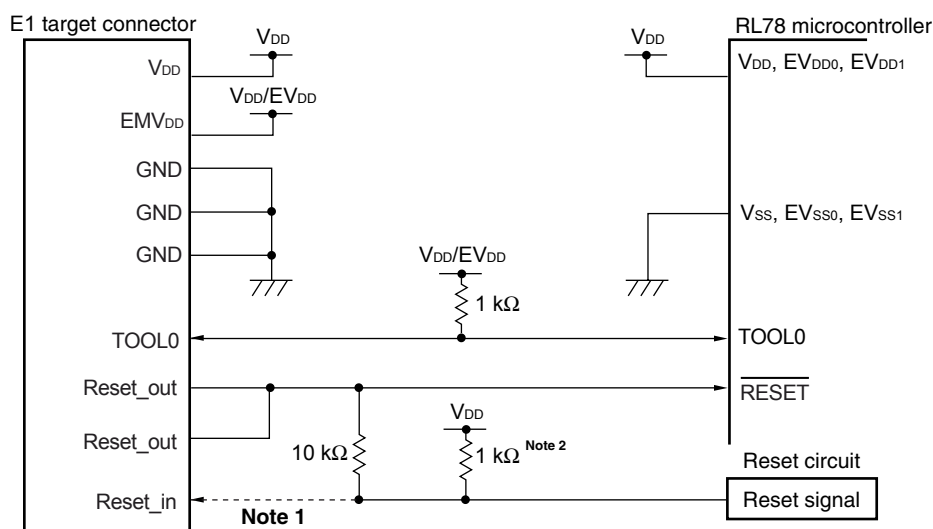 E1 target connector
RL78 microcontroller
VDD
VDD
VDD
VDD, EVDD0, EVDD1
VDD/EVDD
EMVDD
GND
GND
VSS, EVSS0, EVSS1
GND
VDD/EVDD
1 kΩ
TOOL0
TOOL0
Reset_out
RESET
VDD
Reset_out
10 kΩ
1 kΩ Note 2
Reset circuit
Reset_in
Note 1
Reset signal